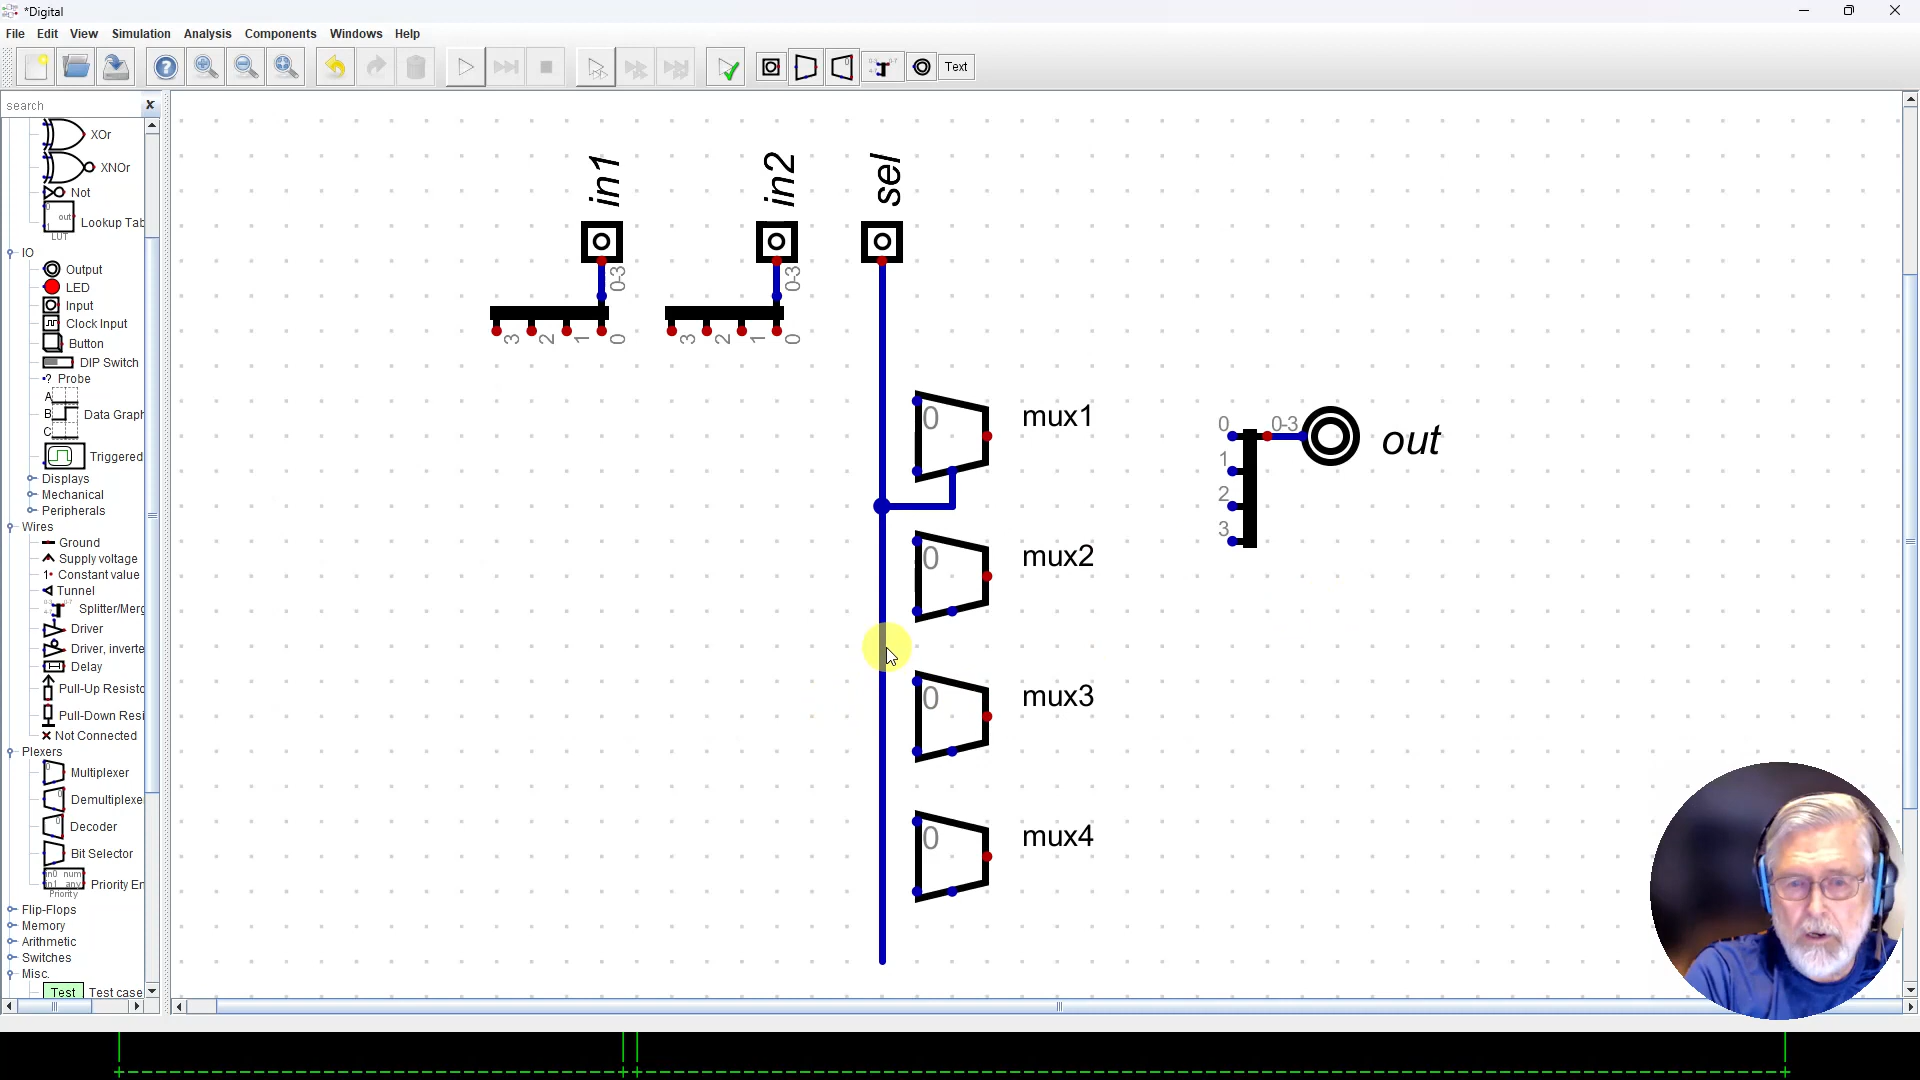 *Digital
File Edit View Simulation Analysis Components Windows Help
Text
search
XOr
XNOr
Not
out
Lookup Tab
LUT
IO
Output
LED
Input
Clock Input
Button
DIP Switch
Probe
A
B
C
Data Graph
Triggered
Displays
Mechanical
Peripherals
Wires
Ground
Supply voltage
Constant value
Tunnel
Splitter/Merg
Driver
Driver, inverte
Delay
Pull-Up Resisto
Pull-Down Resi
Not Connected
Plexers
Multiplexer
Demultiplexe
Decoder
Bit Selector
Priority En
Priority
Flip-Flops
Memory
Arithmetic
Switches
Misc.
Test Test case
in1
in2
sel
0-3
0-3
3 2 1 0
3 2 1 0
0 mux1
0 mux2
0 mux3
0 mux4
0 0-3
1
2
3
out